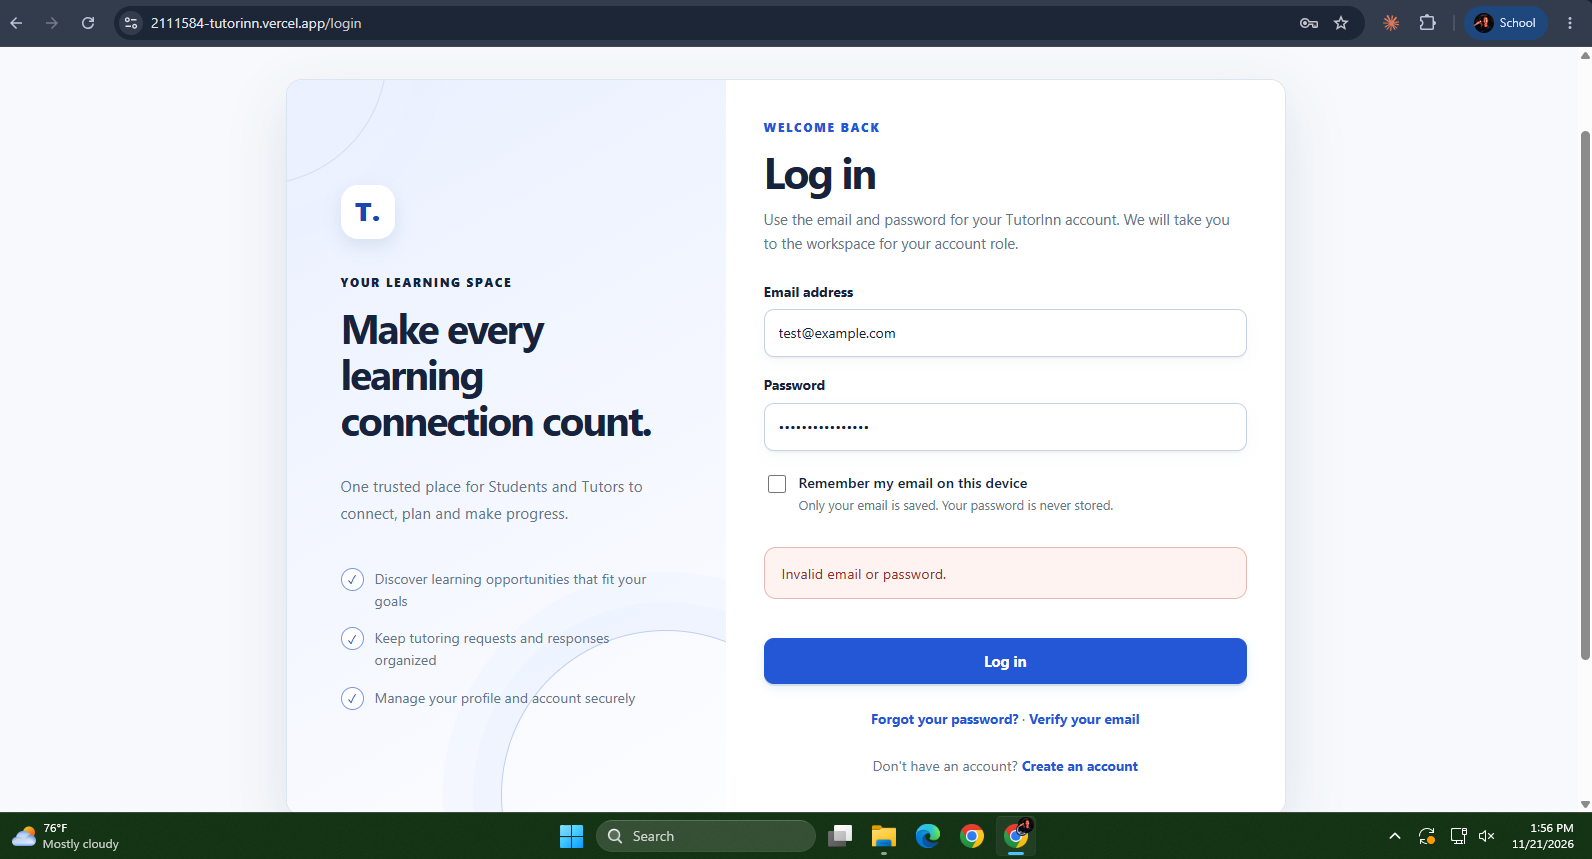 2111584-tutorinn.vercel.app/login
School
T.
YOUR LEARNING SPACE
Make every
learning
connection count.
One trusted place for Students and Tutors to
connect, plan and make progress.
Discover learning opportunities that fit your
goals
Keep tutoring requests and responses
organized
Manage your profile and account securely
WELCOME BACK
Log in
Use the email and password for your TutorInn account. We will take you
to the workspace for your account role.
Email address
test@example.com
Password
••••••••••••••••
Remember my email on this device
Only your email is saved. Your password is never stored.
Invalid email or password.
Log in
Forgot your password? · Verify your email
Don't have an account? Create an account
76°F
Mostly cloudy
Search
1:56 PM
11/21/2026